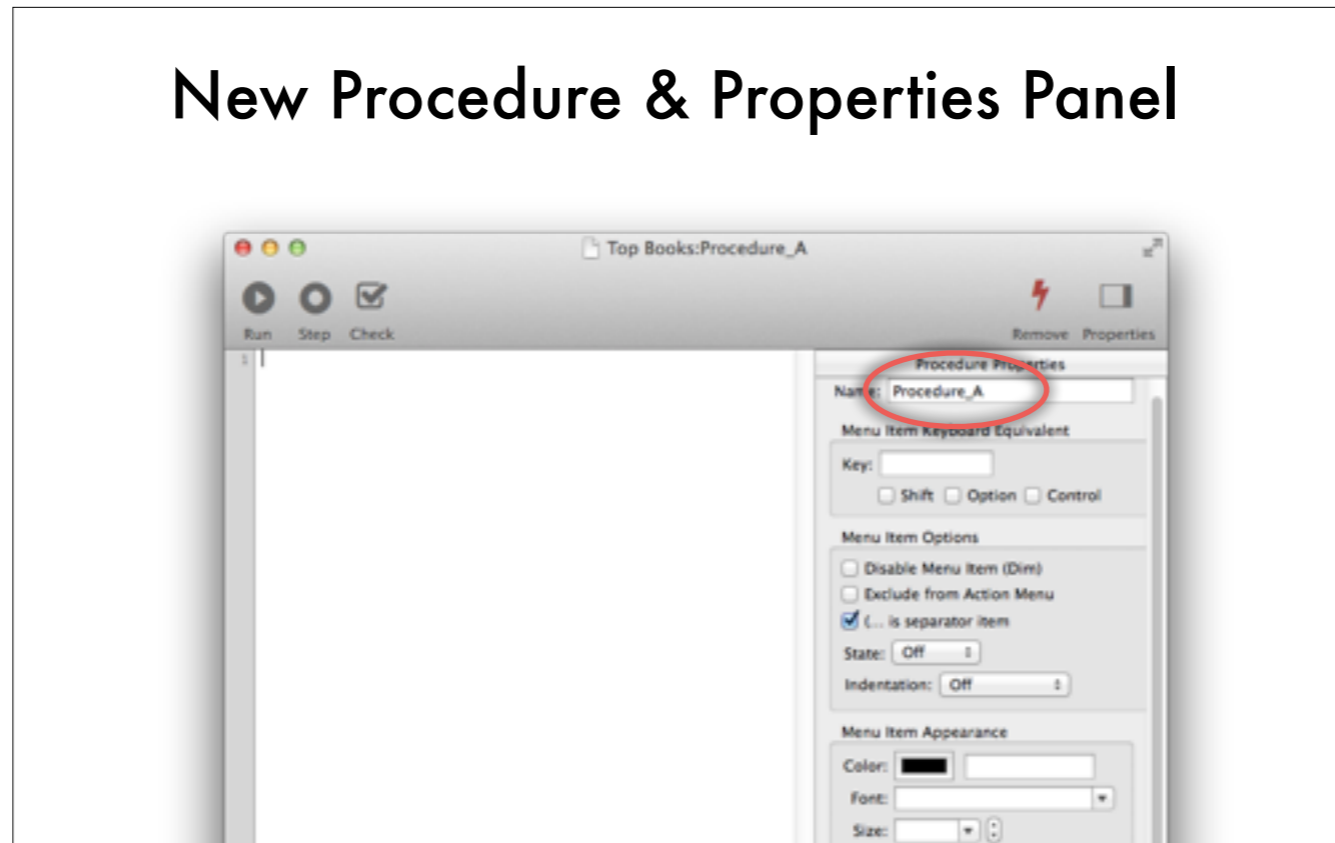 New Procedure & Properties Panel
Top Books:Procedure_A
Run Step Check Remove Properties
1
Procedure Properties
Name: Procedure_A
Menu Item Keyboard Equivalent
Key:
Shift Option Control
Menu Item Options
Disable Menu Item (Dim)
Exclude from Action Menu
(... is separator item
State: Off
Indentation: Off
Menu Item Appearance
Color:
Font:
Size: